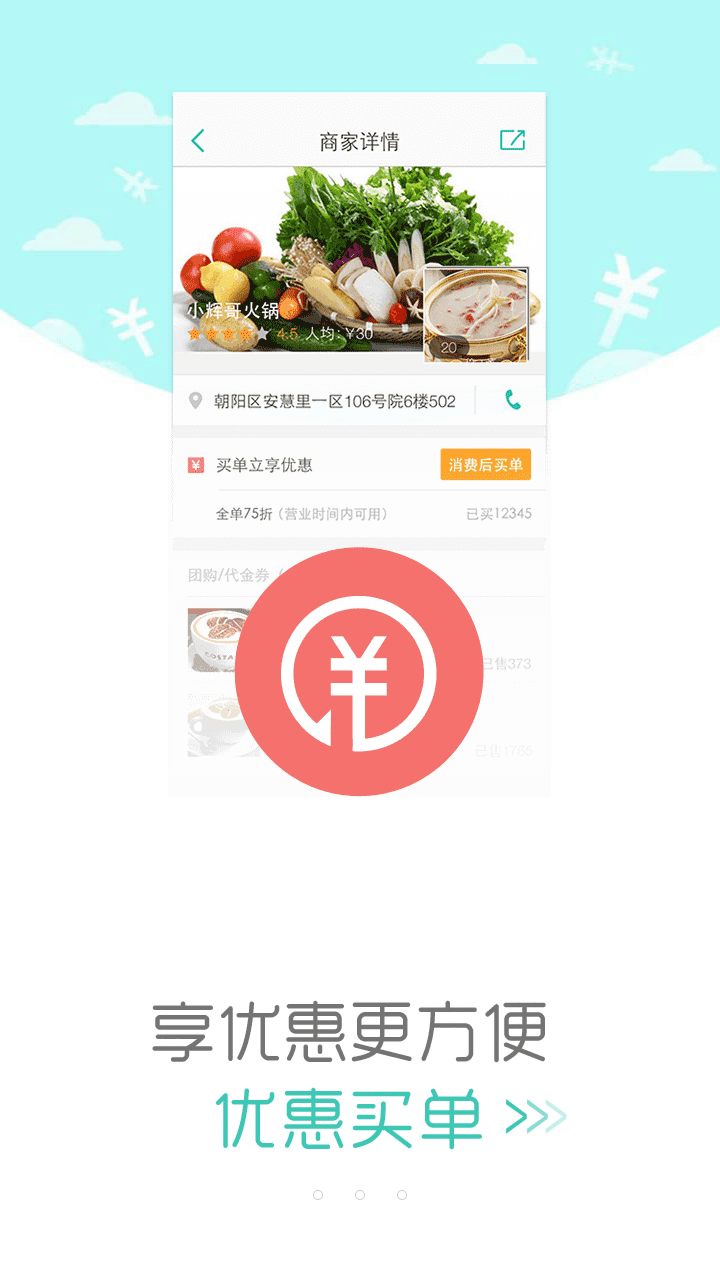 商家详情
小辉哥火锅
4.5 人均：¥30
20
朝阳区安慧里一区106号院6楼502
¥ 买单立享优惠 消费后买单
全单75折（营业时间内可用） 已买12345
团购/代金券
COSTA
已售373
已售1755
¥
享优惠更方便
优惠买单